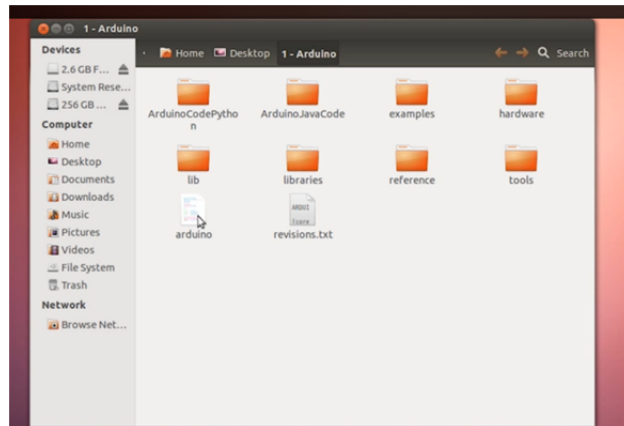 1 - Arduino
Devices
2.6 GB F...
System Rese...
256 GB ...
Computer
Home
Desktop
Documents
Downloads
Music
Pictures
Videos
File System
Trash
Network
Browse Net...
Home Desktop 1 - Arduino Search
ArduinoCodePytho
n
ArduinoJavaCode
examples
hardware
lib
libraries
reference
tools
arduino
ARDUI
revisions.txt